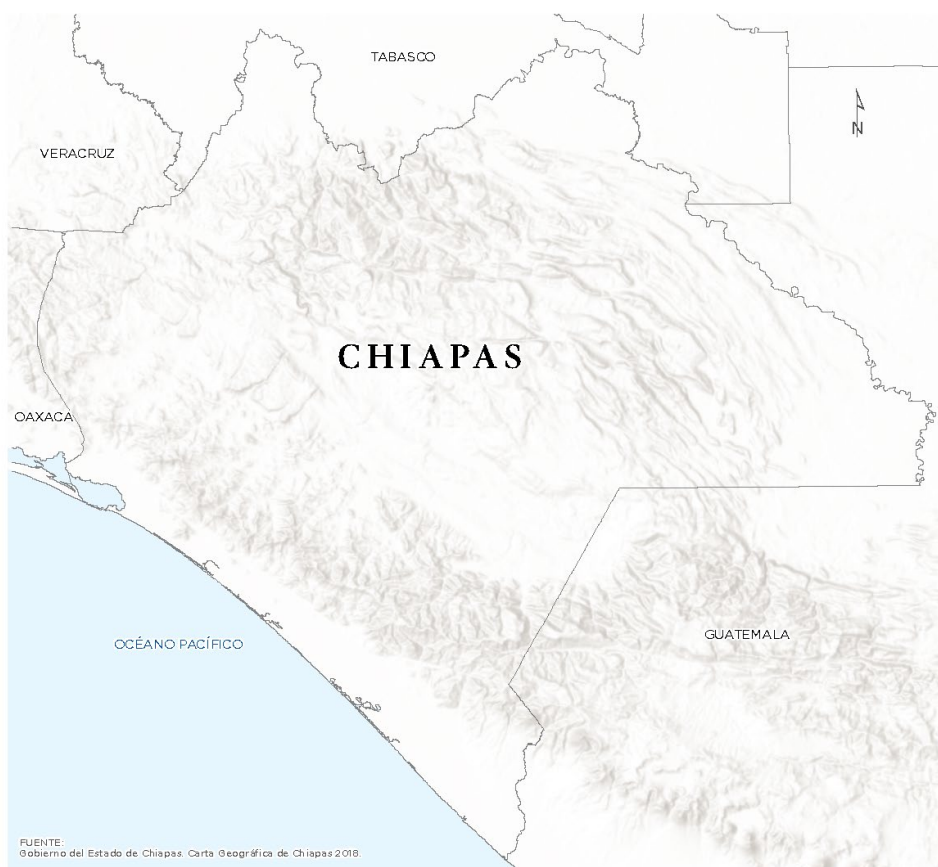 TABASCO
N
VERACRUZ
CHIAPAS
OAXACA
GUATEMALA
OCÉANO PACÍFICO
FUENTE:
Gobierno del Estado de Chiapas. Carta Geográfica de Chiapas 2018.